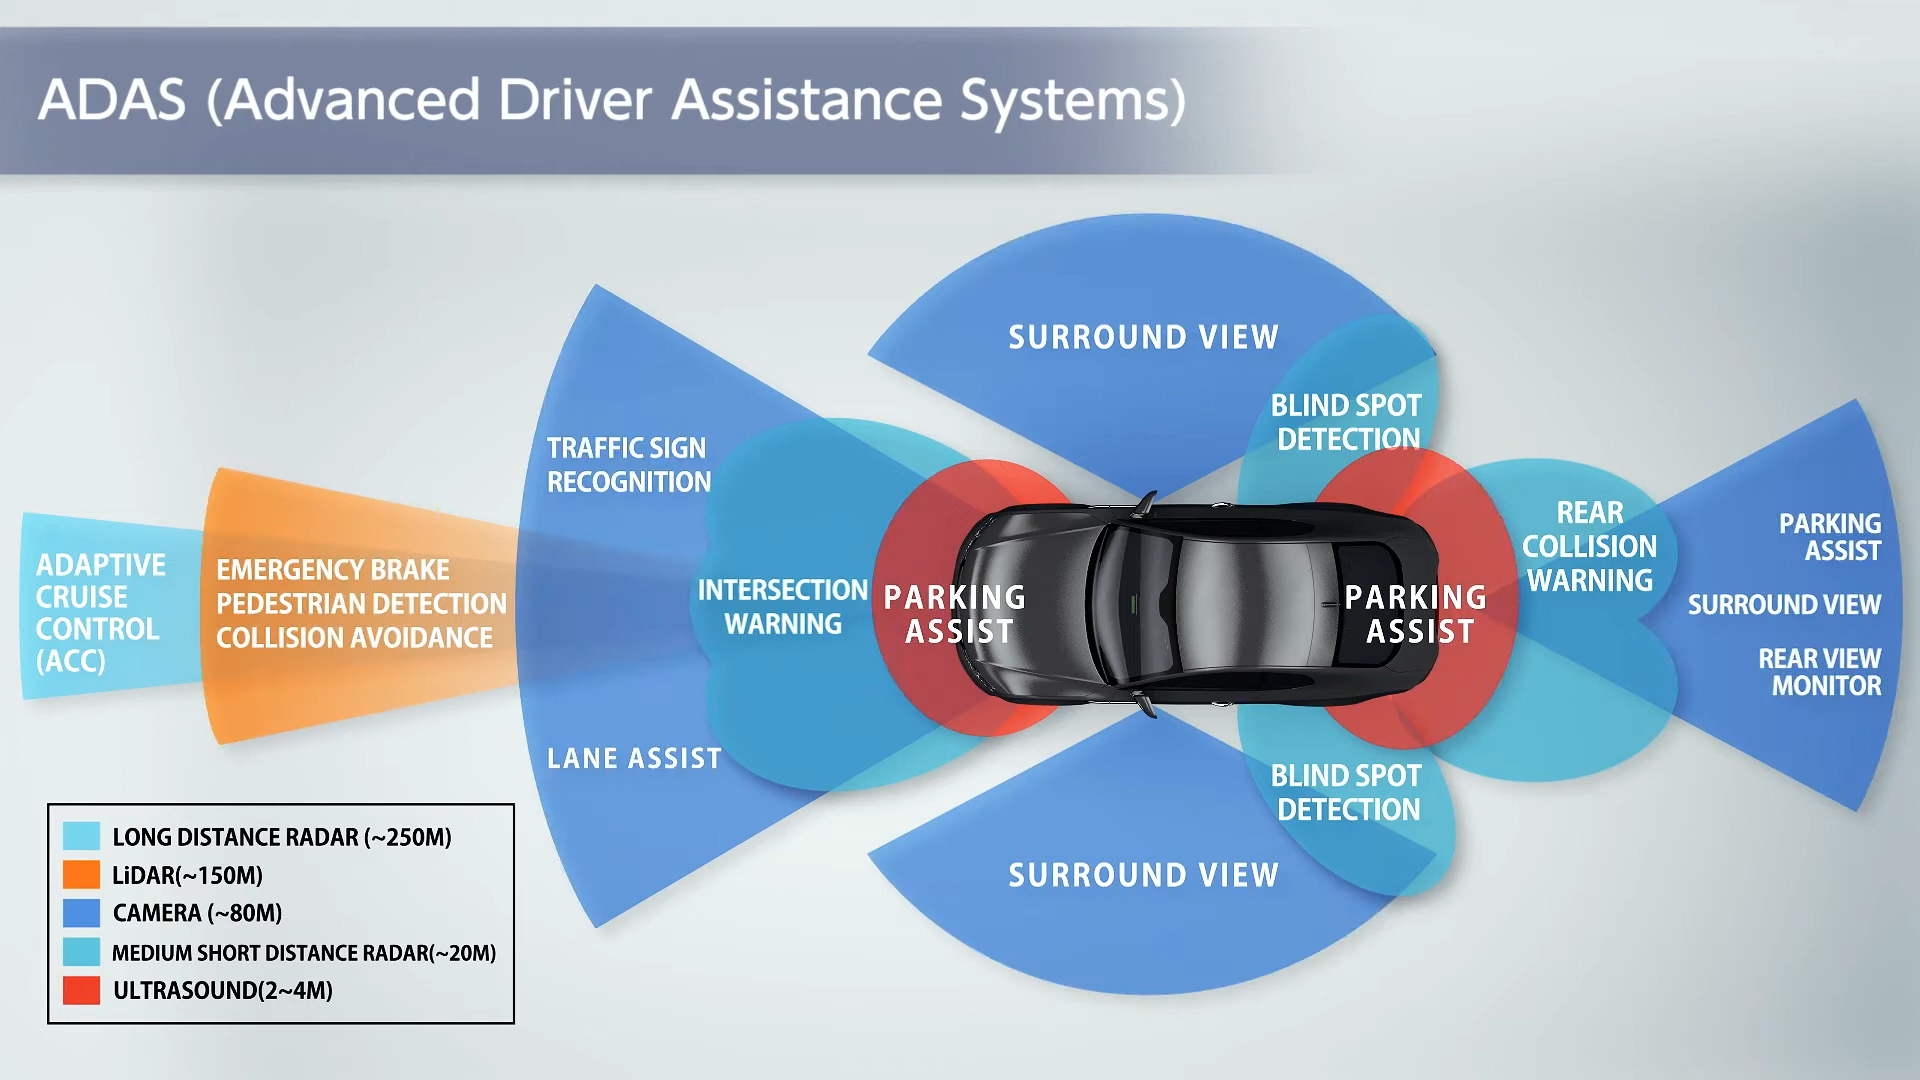 ADAS (Advanced Driver Assistance Systems)
SURROUND VIEW
BLIND SPOT
DETECTION
TRAFFIC SIGN
RECOGNITION
ADAPTIVE
CRUISE
CONTROL
(ACC)
EMERGENCY BRAKE
PEDESTRIAN DETECTION
COLLISION AVOIDANCE
INTERSECTION
WARNING
PARKING
ASSIST
PARKING
ASSIST
REAR
COLLISION
WARNING
PARKING
ASSIST
SURROUND VIEW
REAR VIEW
MONITOR
LANE ASSIST
BLIND SPOT
DETECTION
SURROUND VIEW
LONG DISTANCE RADAR (~250M)
LiDAR(~150M)
CAMERA (~80M)
MEDIUM SHORT DISTANCE RADAR(~20M)
ULTRASOUND(2~4M)